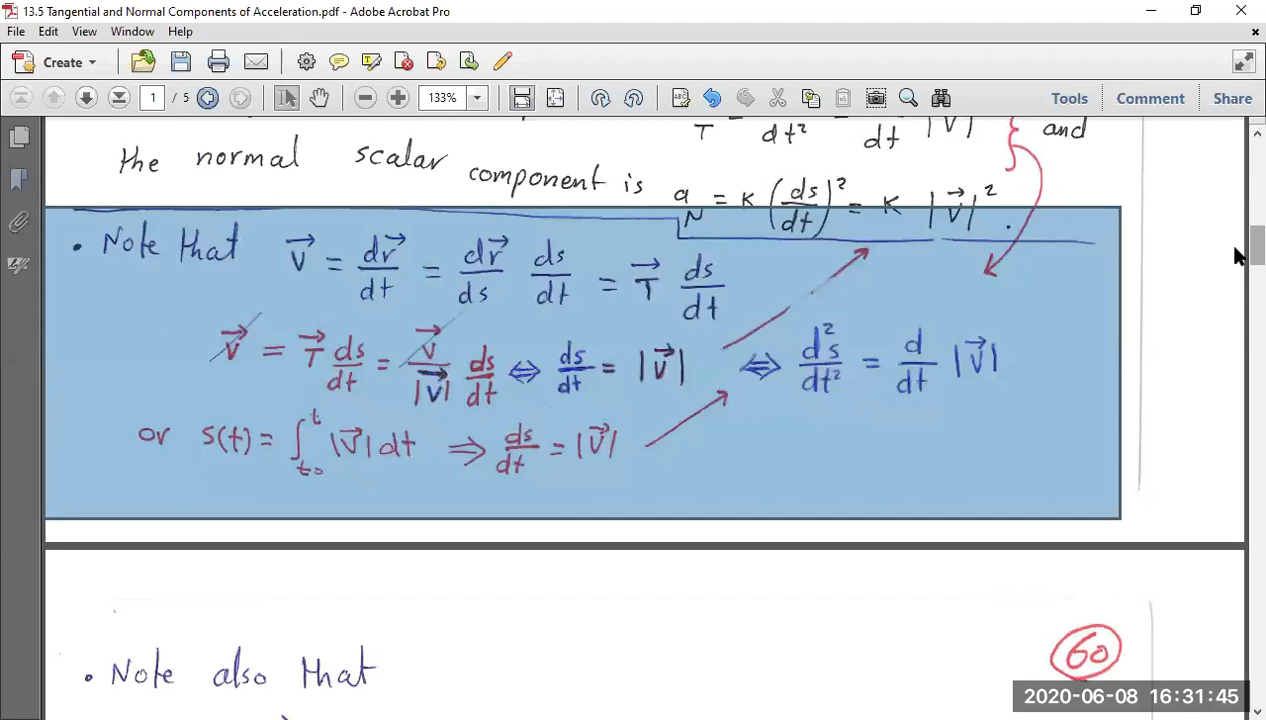 13.5 Tangential and Normal Components of Acceleration.pdf - Adobe Acrobat Pro
File Edit View Window Help
Create
1 / 5 133% Tools Comment Share
T = dt² = dt |V| and
the normal scalar component is a_N = κ (ds/dt)² = κ |v⃗|² .
• Note that v⃗ = dr⃗/dt = dr⃗/ds ds/dt = T⃗ ds/dt
v⃗ = T⃗ ds/dt = v⃗/|v⃗| ds/dt ⇔ ds/dt = |v⃗| ⇔ d²s/dt² = d/dt |v⃗|
or s(t) = ∫_{t₀}^{t} |v⃗| dt ⇒ ds/dt = |v⃗|
60
• Note also that
2020-06-08 16:31:45